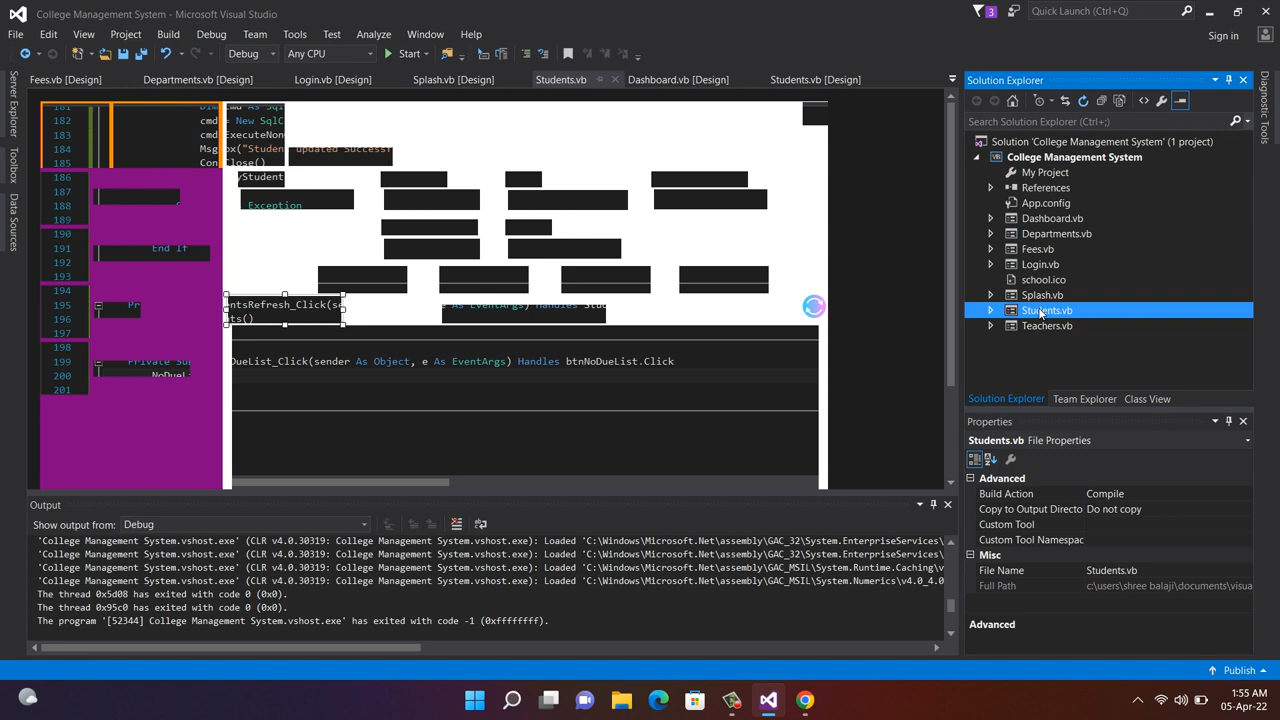 College Management System - Microsoft Visual Studio
3
Quick Launch (Ctrl+Q)
File Edit View Project Build Debug Team Tools Test Analyze Window Help
Sign in
Debug Any CPU Start
Fees.vb [Design] Departments.vb [Design] Login.vb [Design] Splash.vb [Design] Students.vb Dashboard.vb [Design] Students.vb [Design]
Server Explorer
Toolbox
Data Sources
181
182 cmd = New SqlC
183 cmd ExecuteNon
184 Msg ox("Studen updated Successf
185 Con Close()
186 yStudent
187
188 Exception
189
190
191 End If
192
193
194
195 Pr ntsRefresh_Click(se e As EventArgs) Handles Stu
196 ts()
197
198
199 Private Sub DueList_Click(sender As Object, e As EventArgs) Handles btnNoDueList.Click
200 NoDueLi
201
Output
Show output from: Debug
'College Management System.vshost.exe' (CLR v4.0.30319: College Management System.vshost.exe): Loaded 'C:\Windows\Microsoft.Net\assembly\GAC_32\System.EnterpriseServices\
'College Management System.vshost.exe' (CLR v4.0.30319: College Management System.vshost.exe): Loaded 'C:\Windows\Microsoft.Net\assembly\GAC_32\System.EnterpriseServices\
'College Management System.vshost.exe' (CLR v4.0.30319: College Management System.vshost.exe): Loaded 'C:\Windows\Microsoft.Net\assembly\GAC_MSIL\System.Runtime.Caching\v
'College Management System.vshost.exe' (CLR v4.0.30319: College Management System.vshost.exe): Loaded 'C:\Windows\Microsoft.Net\assembly\GAC_MSIL\System.Numerics\v4.0_4.0
The thread 0x5d08 has exited with code 0 (0x0).
The thread 0x95c0 has exited with code 0 (0x0).
The program '[52344] College Management System.vshost.exe' has exited with code -1 (0xffffffff).
Solution Explorer
Search Solution Explorer (Ctrl+;)
Solution 'College Management System' (1 project)
VB College Management System
My Project
References
App.config
Dashboard.vb
Departments.vb
Fees.vb
Login.vb
school.ico
Splash.vb
Students.vb
Teachers.vb
Solution Explorer Team Explorer Class View
Properties
Students.vb File Properties
Advanced
Build Action Compile
Copy to Output Directo Do not copy
Custom Tool
Custom Tool Namespac
Misc
File Name Students.vb
Full Path c:\users\shree balaji\documents\visua
Advanced
Diagnostic Tools
Publish
1:55 AM
05-Apr-22